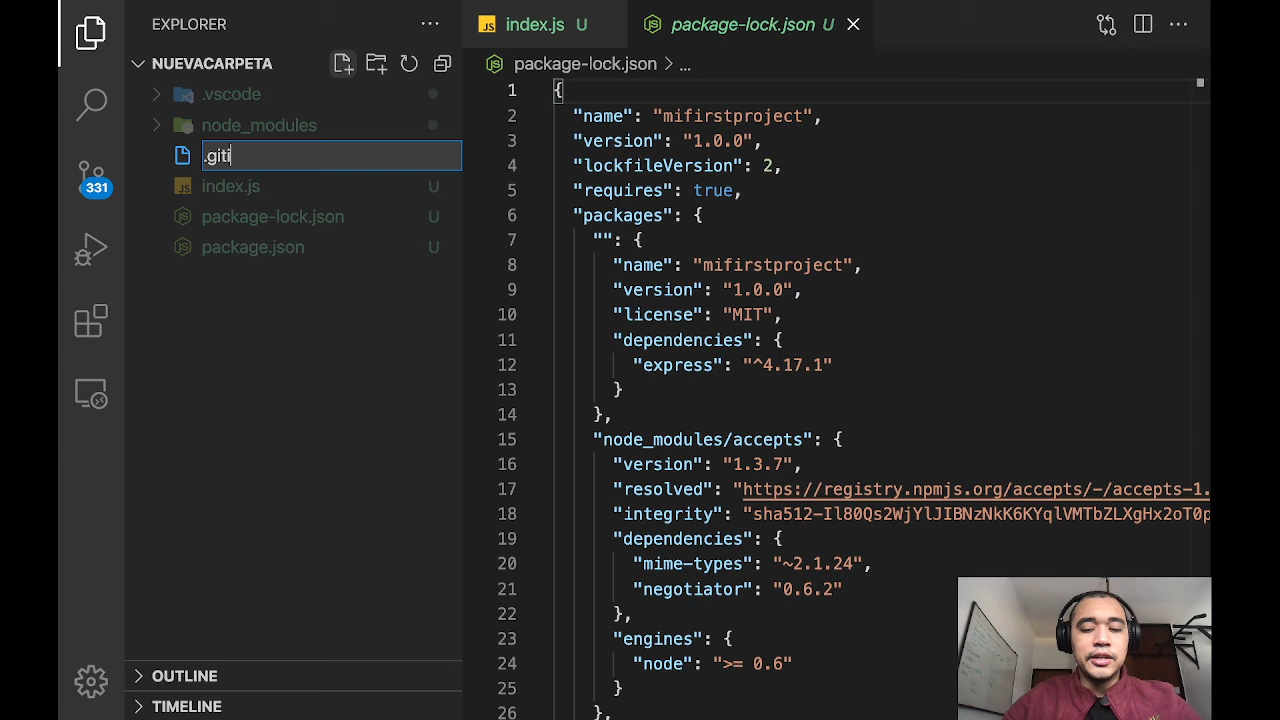 EXPLORER
NUEVACARPETA
.vscode
node_modules
.giti
index.js U
package-lock.json U
package.json U
331
OUTLINE
TIMELINE
JS index.js U
JS package-lock.json U
package-lock.json > ...
1 {
2 "name": "mifirstproject",
3 "version": "1.0.0",
4 "lockfileVersion": 2,
5 "requires": true,
6 "packages": {
7 "": {
8 "name": "mifirstproject",
9 "version": "1.0.0",
10 "license": "MIT",
11 "dependencies": {
12 "express": "^4.17.1"
13 }
14 },
15 "node_modules/accepts": {
16 "version": "1.3.7",
17 "resolved": "https://registry.npmjs.org/accepts/-/accepts-1.
18 "integrity": "sha512-Il80Qs2WjYlJIBNzNkK6KYqlVMTbZLXgHx2oT0p
19 "dependencies": {
20 "mime-types": "~2.1.24",
21 "negotiator": "0.6.2"
22 },
23 "engines": {
24 "node": ">= 0.6"
25 }
26 },